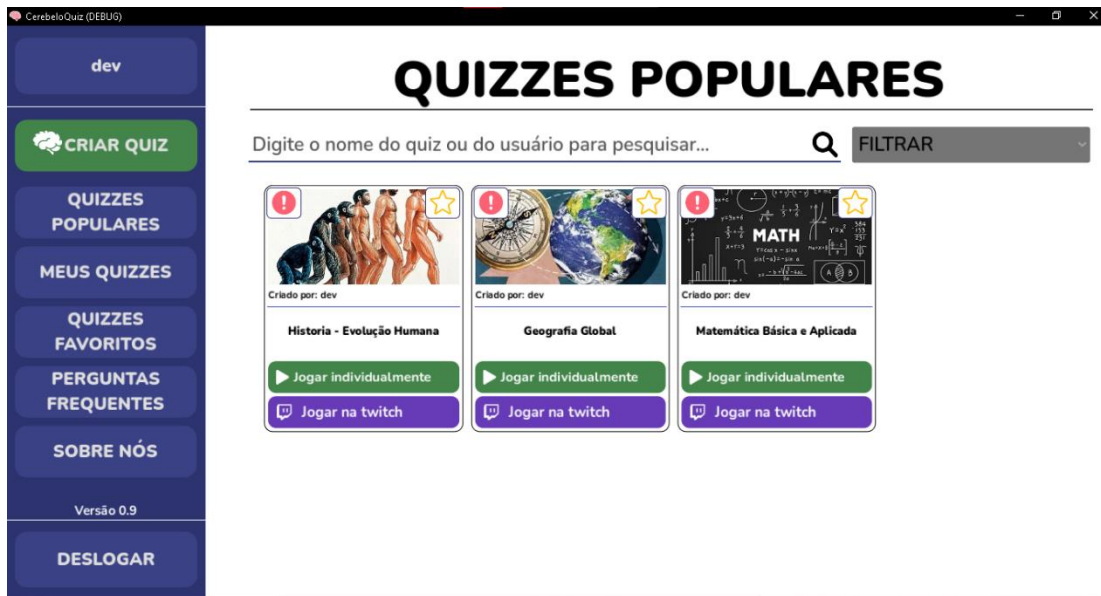 CerebeloQuiz (DEBUG)
dev
CRIAR QUIZ
QUIZZES
POPULARES
MEUS QUIZZES
QUIZZES
FAVORITOS
PERGUNTAS
FREQUENTES
SOBRE NÓS
Versão 0.9
DESLOGAR
QUIZZES POPULARES
Digite o nome do quiz ou do usuário para pesquisar...
FILTRAR
Criado por: dev
Historia - Evolução Humana
Jogar individualmente
Jogar na twitch
Criado por: dev
Geografia Global
Jogar individualmente
Jogar na twitch
MATH
Criado por: dev
Matemática Básica e Aplicada
Jogar individualmente
Jogar na twitch